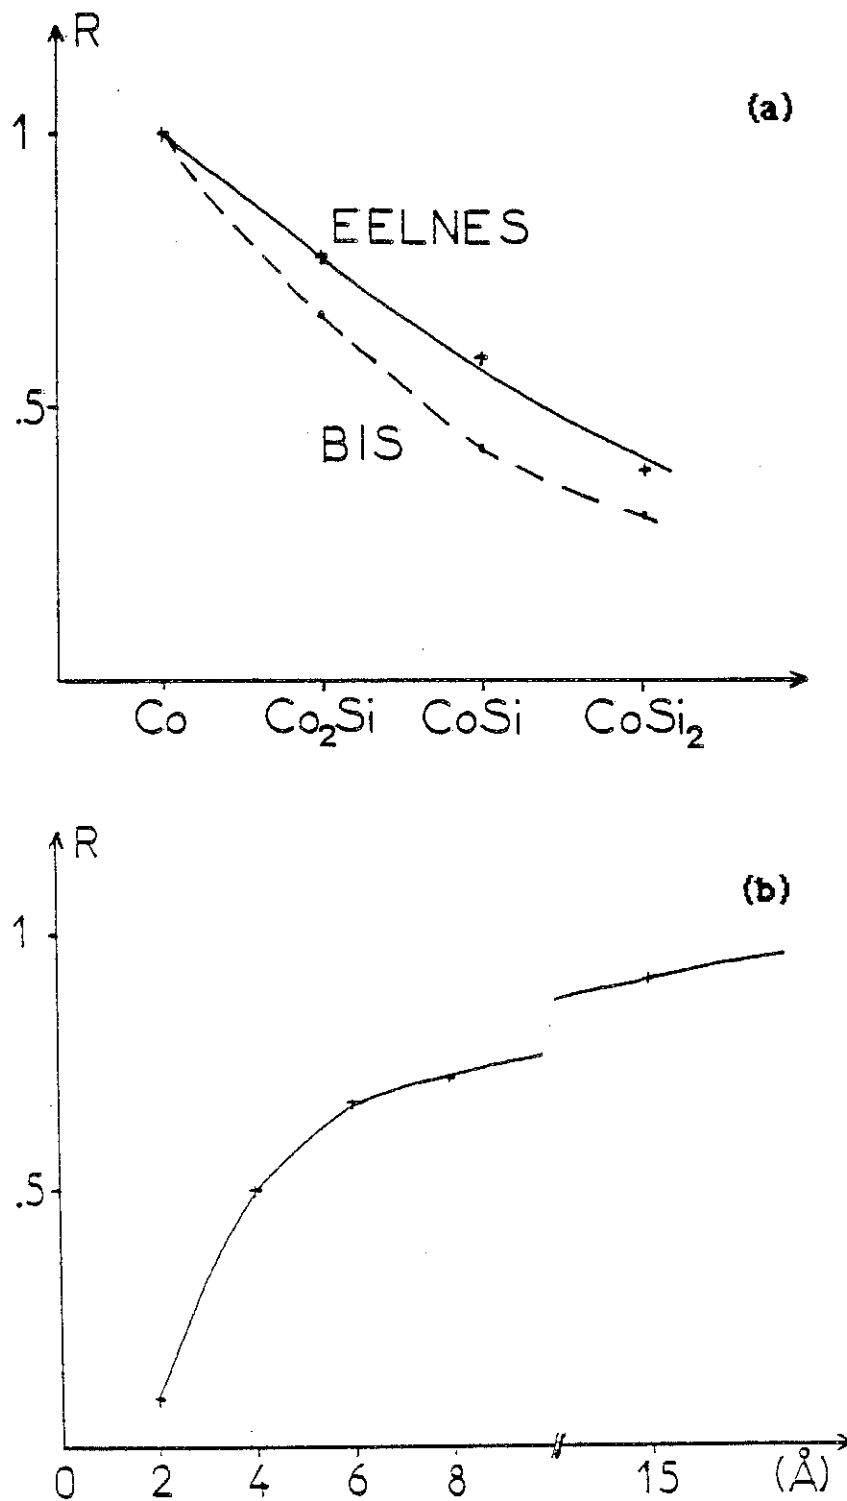 R
(a)
1
EELNES
.5
BIS
Co Co₂Si CoSi CoSi₂
R
(b)
1
.5
0 2 4 6 8 15 (Å)